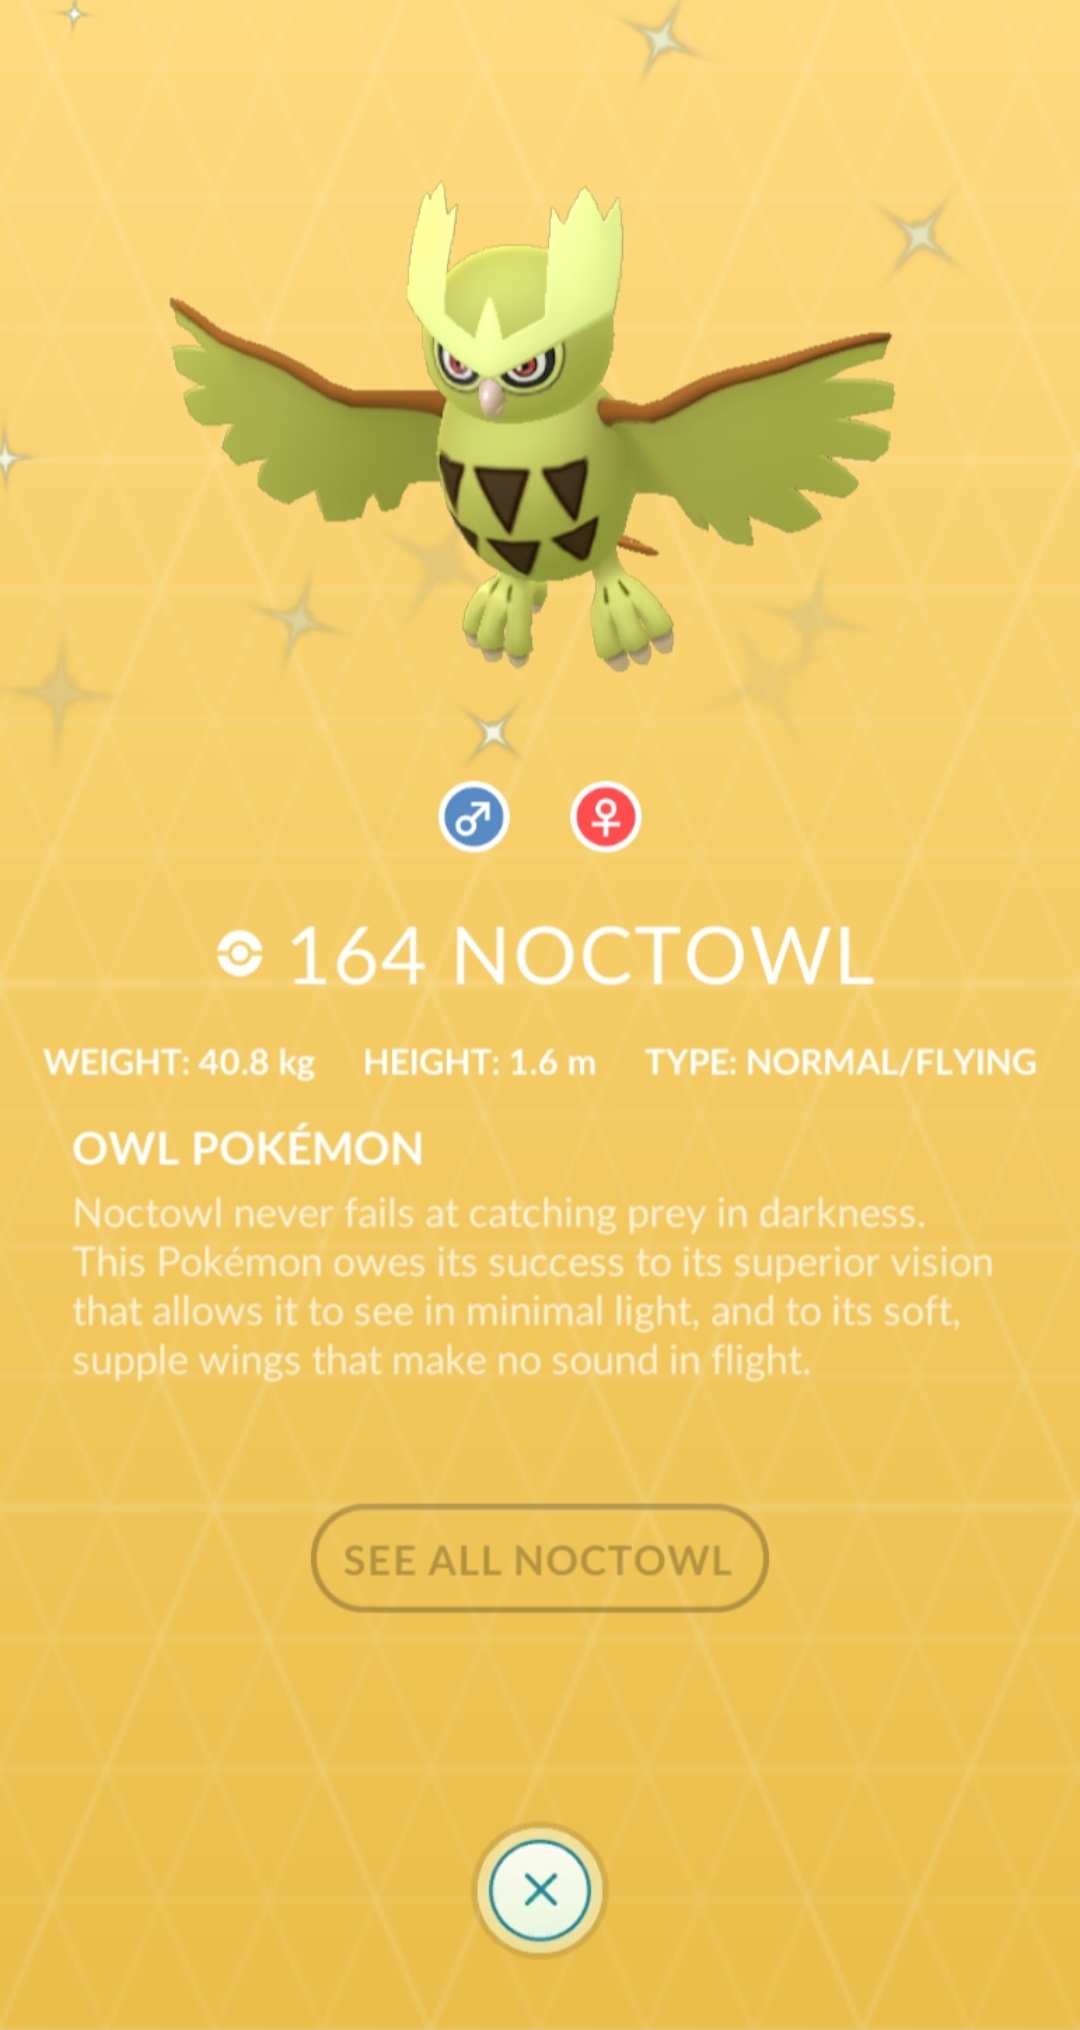 164 NOCTOWL
WEIGHT: 40.8 kg HEIGHT: 1.6 m TYPE: NORMAL/FLYING
OWL POKÉMON
Noctowl never fails at catching prey in darkness.
This Pokémon owes its success to its superior vision
that allows it to see in minimal light, and to its soft,
supple wings that make no sound in flight.
SEE ALL NOCTOWL